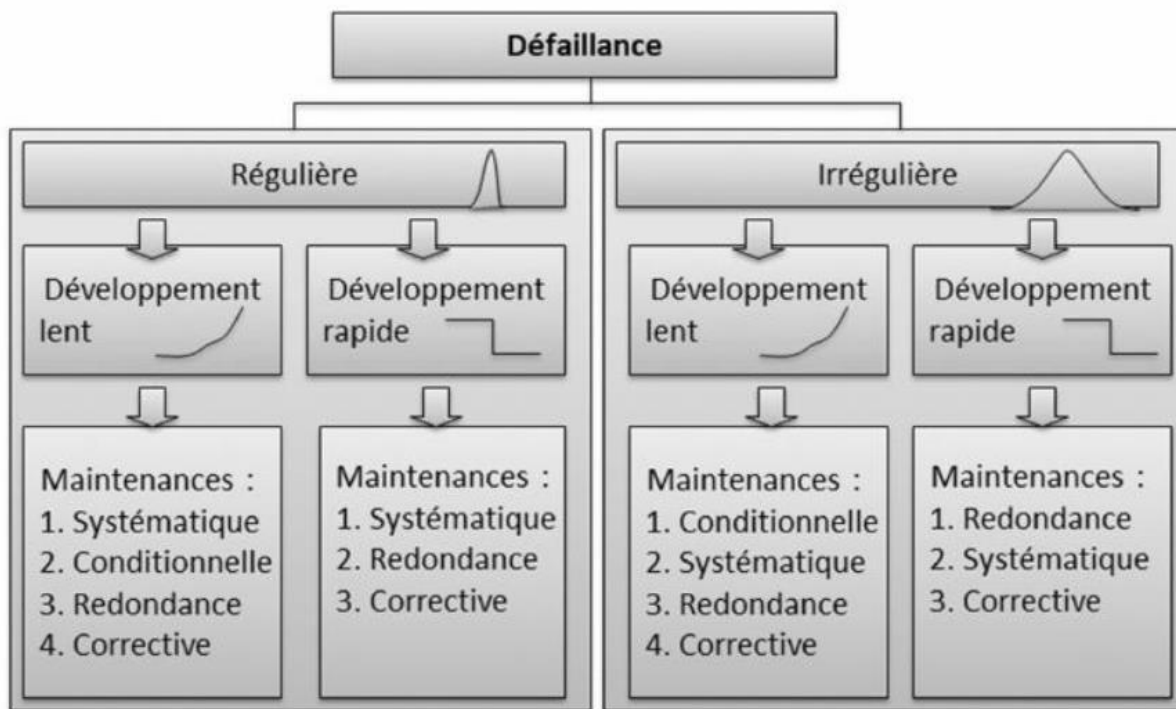 Défaillance
Régulière
Irrégulière
Développement
lent
Développement
rapide
Développement
lent
Développement
rapide
Maintenances :
1. Systématique
2. Conditionnelle
3. Redondance
4. Corrective
Maintenances :
1. Systématique
2. Redondance
3. Corrective
Maintenances :
1. Conditionnelle
2. Systématique
3. Redondance
4. Corrective
Maintenances :
1. Redondance
2. Systématique
3. Corrective